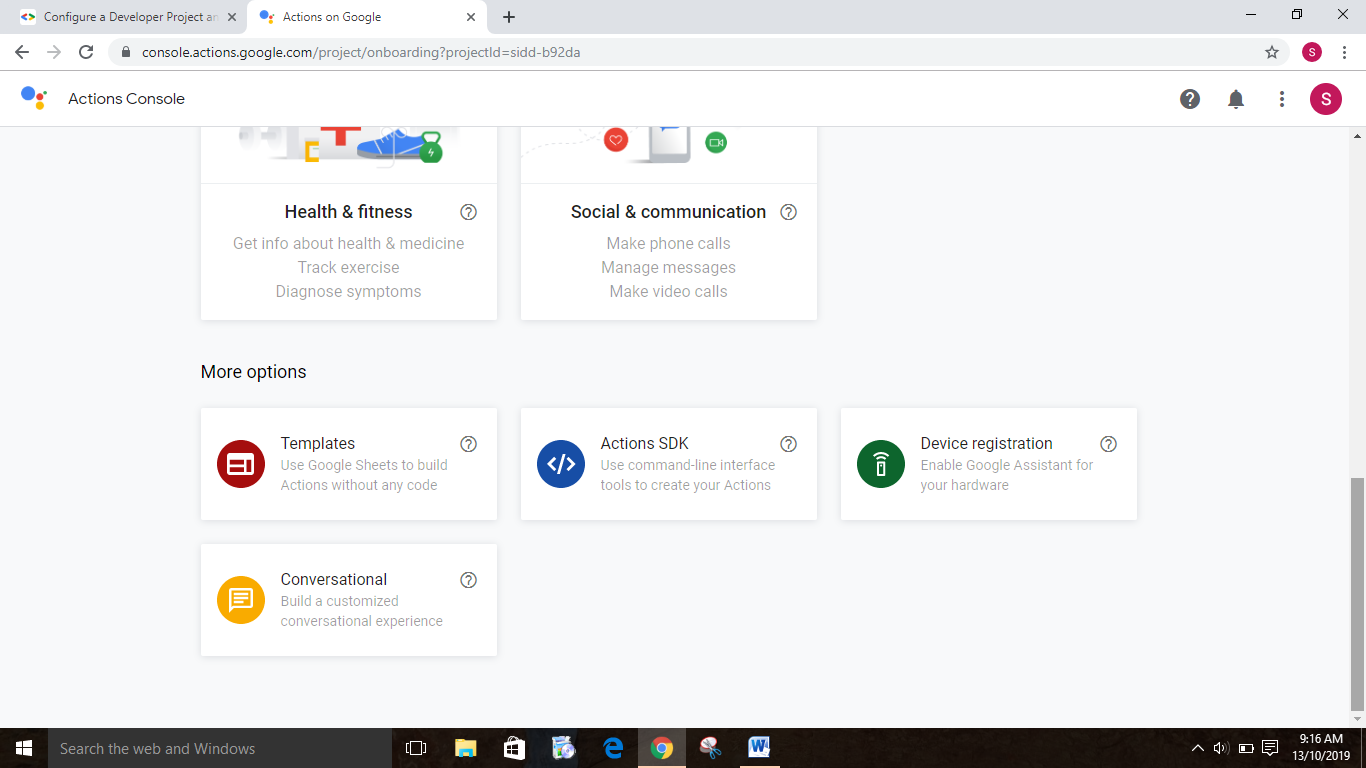 Configure a Developer Project an
Actions on Google
console.actions.google.com/project/onboarding?projectId=sidd-b92da
S
Actions Console
S
Health & fitness
Get info about health & medicine
Track exercise
Diagnose symptoms
Social & communication
Make phone calls
Manage messages
Make video calls
More options
Templates
Use Google Sheets to build
Actions without any code
Actions SDK
Use command-line interface
tools to create your Actions
Device registration
Enable Google Assistant for
your hardware
Conversational
Build a customized
conversational experience
Search the web and Windows
9:16 AM
13/10/2019